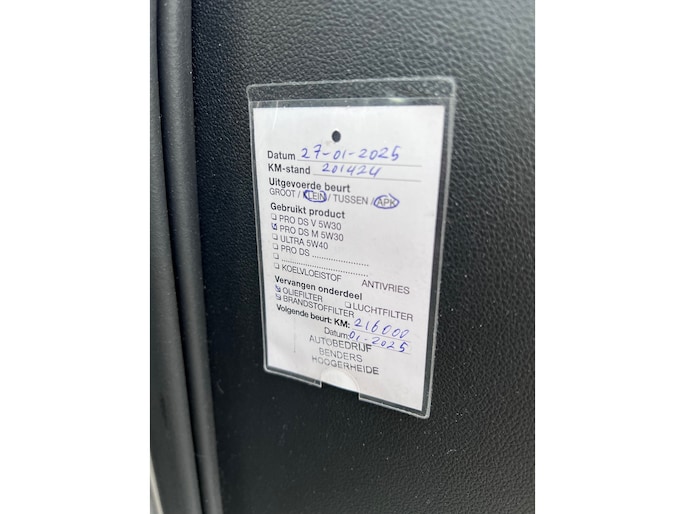 Datum 27-01-2025
KM-stand 201424
Uitgevoerde beurt
GROOT / KLEIN / TUSSEN / APK
Gebruikt product
PRO DS V 5W30
PRO DS M 5W30
ULTRA 5W40
PRO DS ....................
....................
KOELVLOEISTOF ANTIVRIES
Vervangen onderdeel
OLIEFILTER LUCHTFILTER
BRANDSTOFFILTER
Volgende beurt: KM: 216000
Datum: 01-2025
AUTOBEDRIJF
BENDERS
HOOGERHEIDE